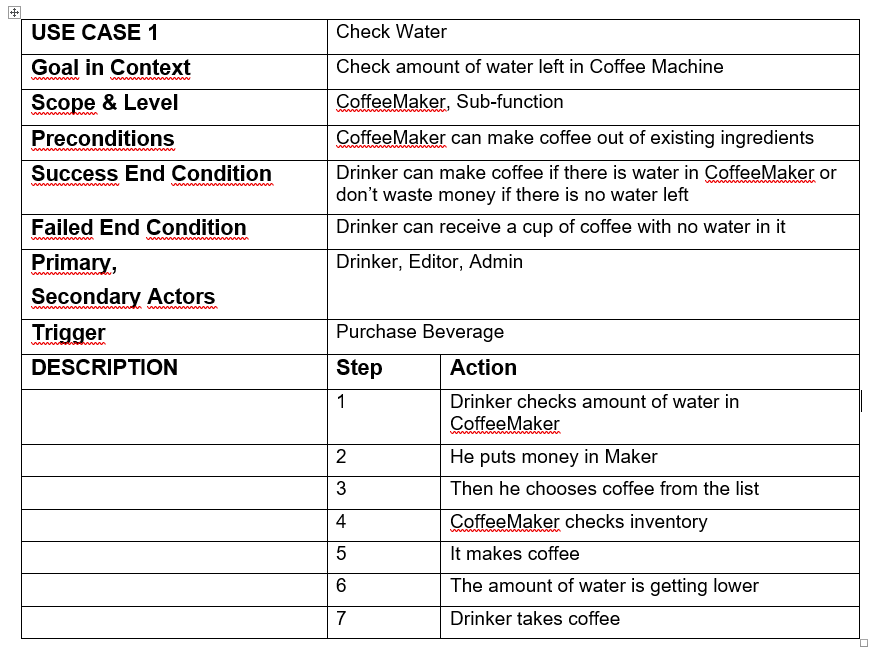 USE CASE 1
Check Water
Goal in Context
Check amount of water left in Coffee Machine
Scope & Level
CoffeeMaker, Sub-function
Preconditions
CoffeeMaker can make coffee out of existing ingredients
Success End Condition
Drinker can make coffee if there is water in CoffeeMaker or
don’t waste money if there is no water left
Failed End Condition
Drinker can receive a cup of coffee with no water in it
Primary,
Secondary Actors
Drinker, Editor, Admin
Trigger
Purchase Beverage
DESCRIPTION
Step
Action
1
Drinker checks amount of water in
CoffeeMaker
2
He puts money in Maker
3
Then he chooses coffee from the list
4
CoffeeMaker checks inventory
5
It makes coffee
6
The amount of water is getting lower
7
Drinker takes coffee